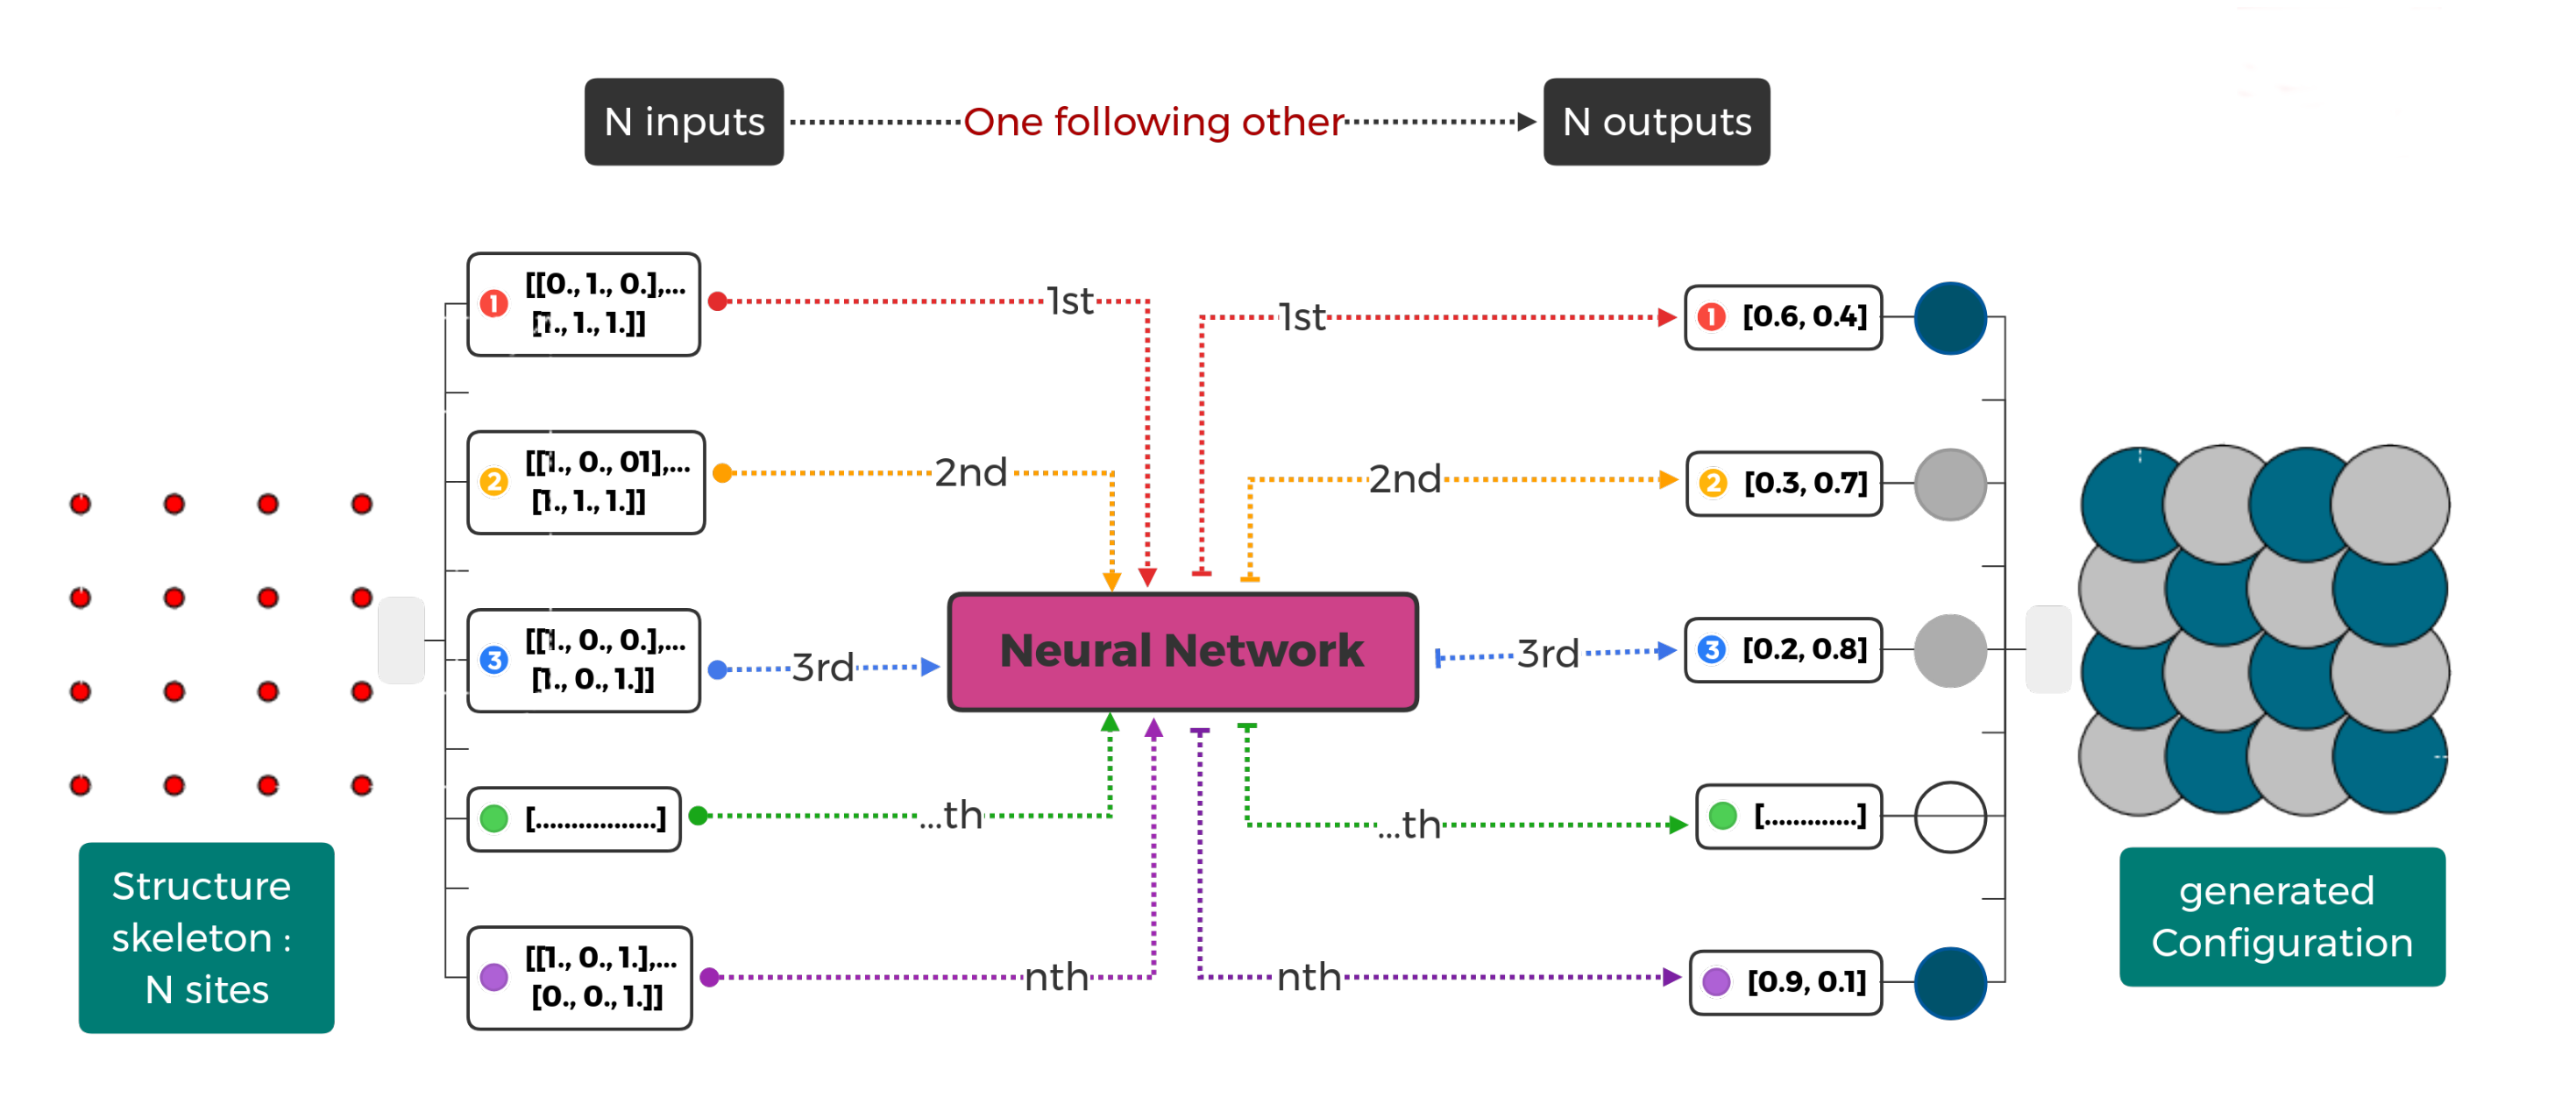 N inputs
One following other
N outputs
1
[[0., 1., 0.],...
[1., 1., 1.]]
1st
1st
1
[0.6, 0.4]
2
[[1., 0., 01],...
[1., 1., 1.]]
2nd
2nd
2
[0.3, 0.7]
3
[[1., 0., 0.],...
[1., 0., 1.]]
3rd
Neural Network
3rd
3
[0.2, 0.8]
[.................]
...th
...th
[.............]
[[1., 0., 1.],...
[0., 0., 1.]]
nth
nth
[0.9, 0.1]
Structure
skeleton :
N sites
generated
Configuration